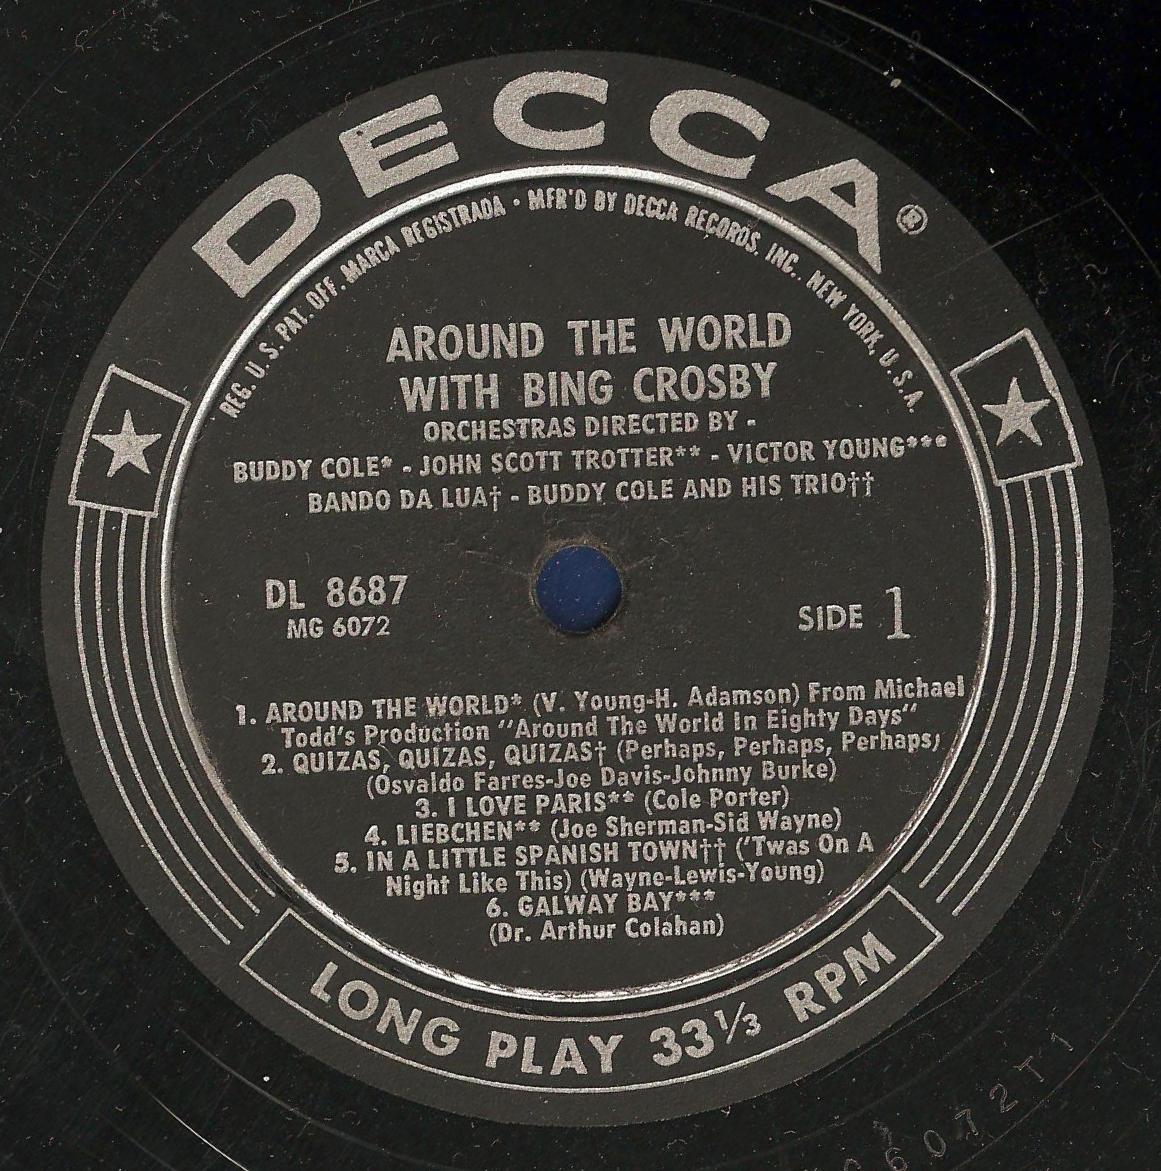 DECCA®
REG. U. S. PAT. OFF. MARCA REGISTRADA • MFR'D BY DECCA RECORDS, INC., NEW YORK, U. S. A.
AROUND THE WORLD
WITH BING CROSBY
ORCHESTRAS DIRECTED BY -
BUDDY COLE* - JOHN SCOTT TROTTER** - VICTOR YOUNG***
BANDO DA LUA† - BUDDY COLE AND HIS TRIO††
DL 8687
MG 6072
SIDE 1
1. AROUND THE WORLD* (V. Young-H. Adamson) From Michael
Todd's Production "Around The World In Eighty Days"
2. QUIZAS, QUIZAS, QUIZAS† (Perhaps, Perhaps, Perhaps)
(Osvaldo Farres-Joe Davis-Johnny Burke)
3. I LOVE PARIS** (Cole Porter)
4. LIEBCHEN** (Joe Sherman-Sid Wayne)
5. IN A LITTLE SPANISH TOWN†† ('Twas On A
Night Like This) (Wayne-Lewis-Young)
6. GALWAY BAY***
(Dr. Arthur Colahan)
LONG PLAY 33⅓ RPM